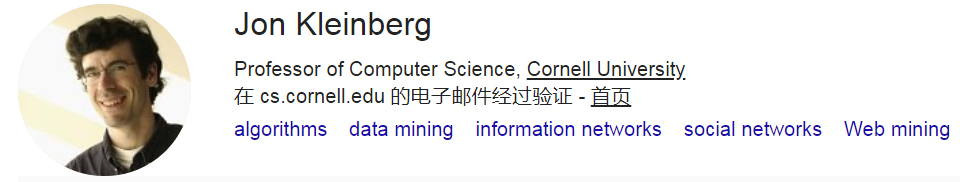 Jon Kleinberg
Professor of Computer Science, Cornell University
在 cs.cornell.edu 的电子邮件经过验证 - 首页
algorithms data mining information networks social networks Web mining